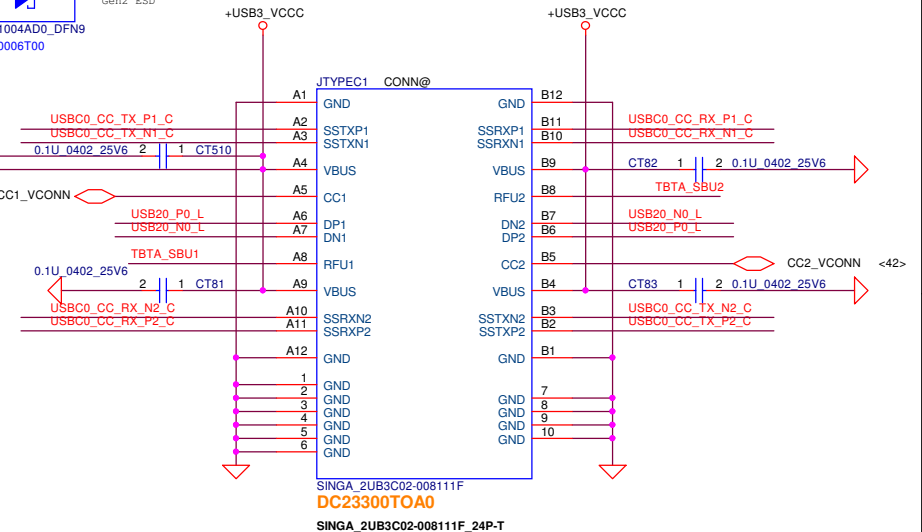 Gen2 ESD
1004AD0_DFN9
0006T00
+USB3_VCCC
+USB3_VCCC
JTYPEC1 CONN@
A1 GND GND B12
USBC0_CC_TX_P1_C A2 SSTXP1 SSRXP1 B11 USBC0_CC_RX_P1_C
USBC0_CC_TX_N1_C A3 SSTXN1 SSRXN1 B10 USBC0_CC_RX_N1_C
0.1U_0402_25V6 2 1 CT510
A4 VBUS VBUS B9 CT82 1 2 0.1U_0402_25V6
CC1_VCONN A5 CC1 RFU2 B8 TBTA_SBU2
USB20_P0_L A6 DP1 DN2 B7 USB20_N0_L
USB20_N0_L A7 DN1 DP2 B6 USB20_P0_L
TBTA_SBU1 A8 RFU1 CC2 B5 CC2_VCONN <42>
0.1U_0402_25V6 2 1 CT81 A9 VBUS VBUS B4 CT83 1 2 0.1U_0402_25V6
USBC0_CC_RX_N2_C A10 SSRXN2 SSTXN2 B3 USBC0_CC_TX_N2_C
USBC0_CC_RX_P2_C A11 SSRXP2 SSTXP2 B2 USBC0_CC_TX_P2_C
A12 GND GND B1
1 GND
2 GND GND 7
3 GND GND 8
4 GND GND 9
5 GND GND 10
6 GND
SINGA_2UB3C02-008111F
DC23300TOA0
SINGA_2UB3C02-008111F_24P-T